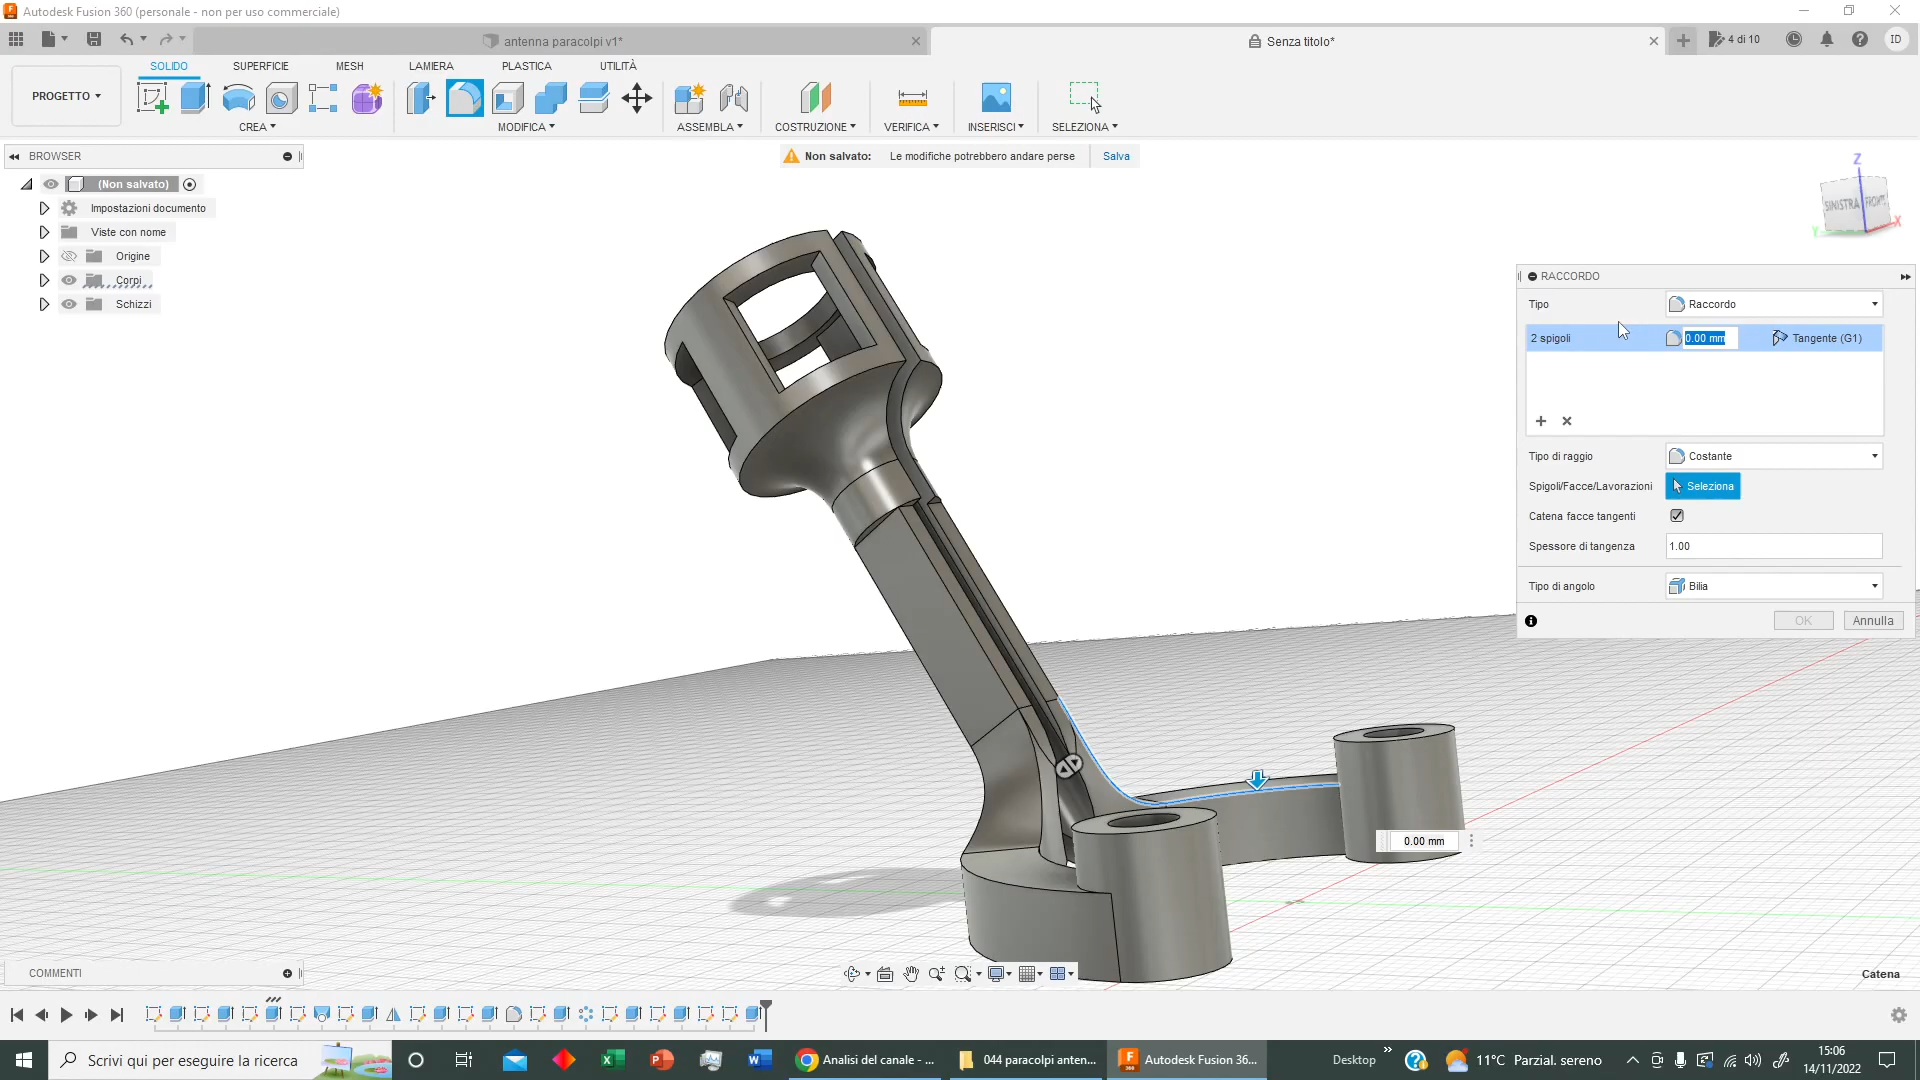 Autodesk Fusion 360 (personale - non per uso commerciale)
antenna paracolpi v1*
Senza titolo*
4 di 10
ID
PROGETTO
SOLIDO
SUPERFICIE
MESH
LAMIERA
PLASTICA
UTILITÀ
CREA
MODIFICA
ASSEMBLA
COSTRUZIONE
VERIFICA
INSERISCI
SELEZIONA
BROWSER
(Non salvato)
Impostazioni documento
Viste con nome
Origine
Corpi
Schizzi
Non salvato: Le modifiche potrebbero andare perse Salva
Z
SINISTRA
FRONTE
X
Y
RACCORDO
Tipo Raccordo
2 spigoli 0.00 mm Tangente (G1)
Tipo di raggio Costante
Spigoli/Facce/Lavorazioni Seleziona
Catena facce tangenti
Spessore di tangenza 1.00
Tipo di angolo Bilia
OK Annulla
0.00 mm
COMMENTI
Catena
Scrivi qui per eseguire la ricerca
Analisi del canale - ...
044 paracolpi anten...
Autodesk Fusion 36...
Desktop
11°C Parzial. sereno
15:06
14/11/2022